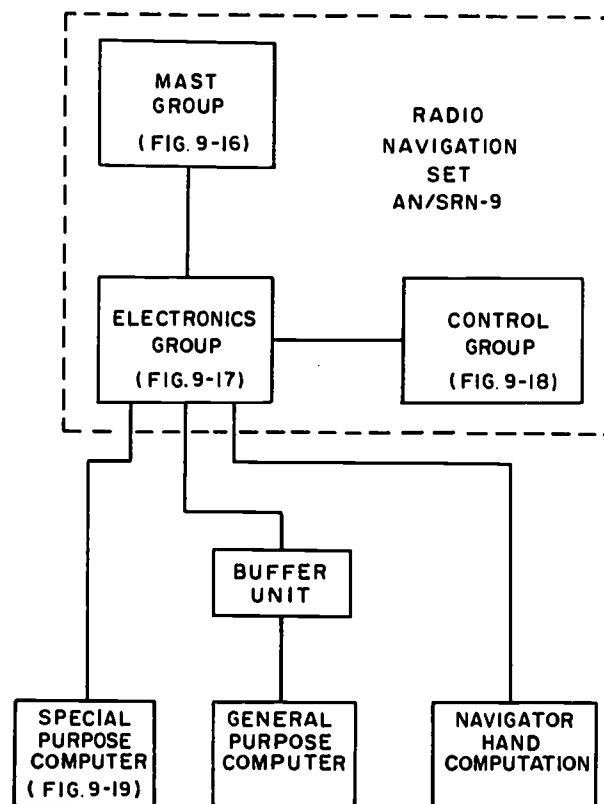 MAST
GROUP
(FIG. 9-16)
RADIO
NAVIGATION
SET
AN/SRN-9
ELECTRONICS
GROUP
(FIG. 9-17)
CONTROL
GROUP
(FIG. 9-18)
BUFFER
UNIT
SPECIAL
PURPOSE
COMPUTER
(FIG. 9-19)
GENERAL
PURPOSE
COMPUTER
NAVIGATOR
HAND
COMPUTATION